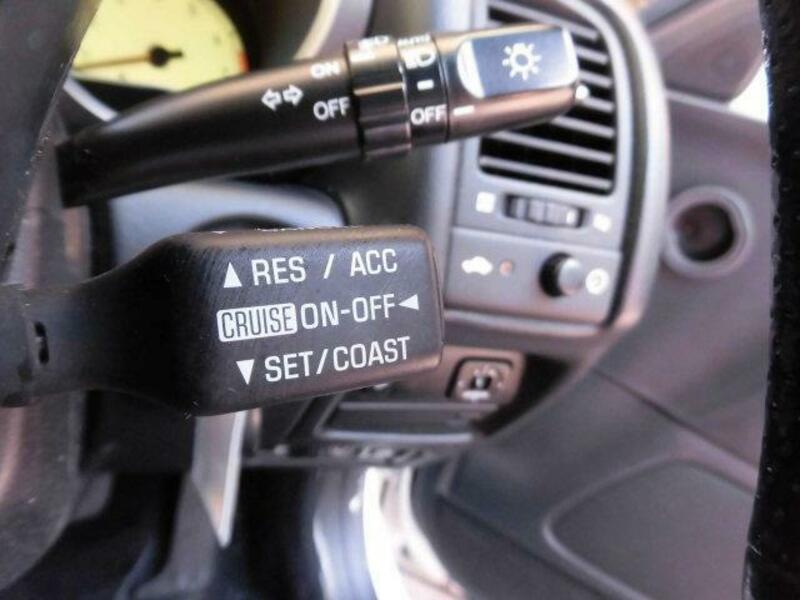 ON
OFF
OFF
▲ RES / ACC
CRUISE ON-OFF ◀
▼ SET/COAST